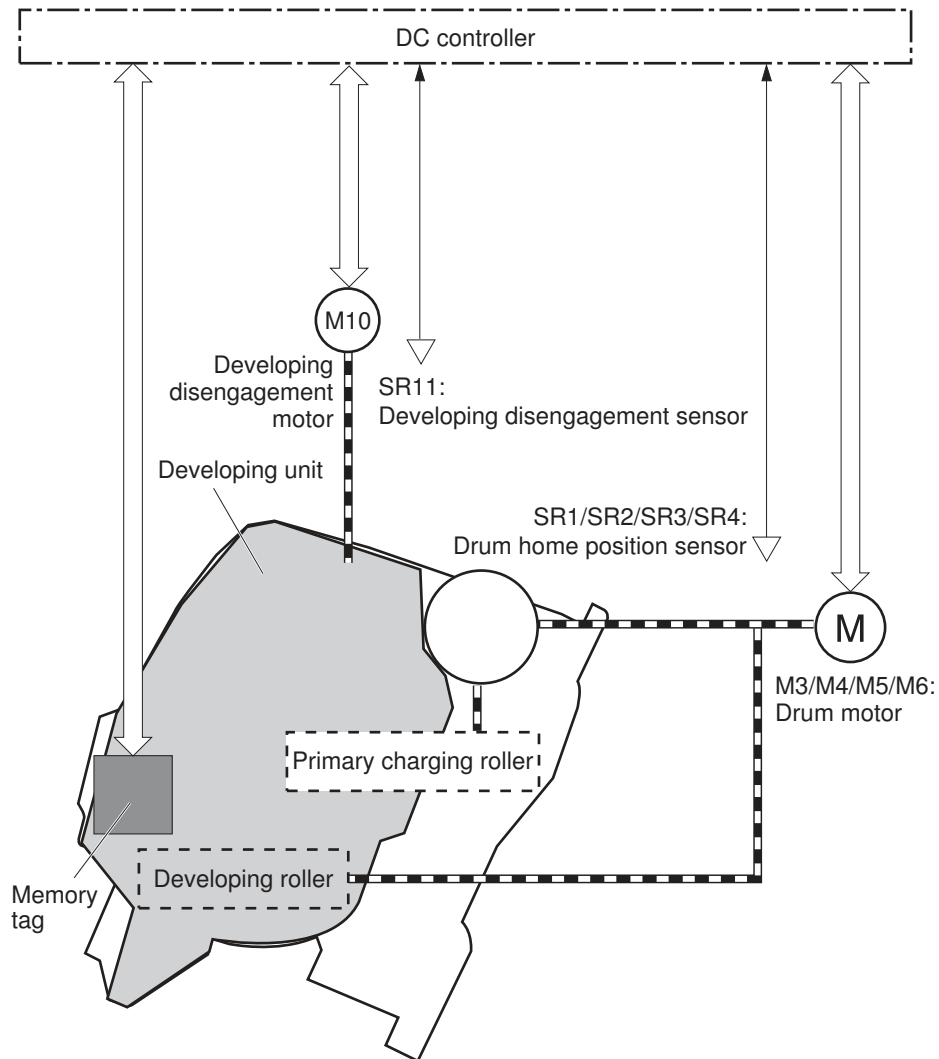 DC controller
M10
Developing
disengagement
motor
SR11:
Developing disengagement sensor
Developing unit
SR1/SR2/SR3/SR4:
Drum home position sensor
M
M3/M4/M5/M6:
Drum motor
Primary charging roller
Developing roller
Memory
tag